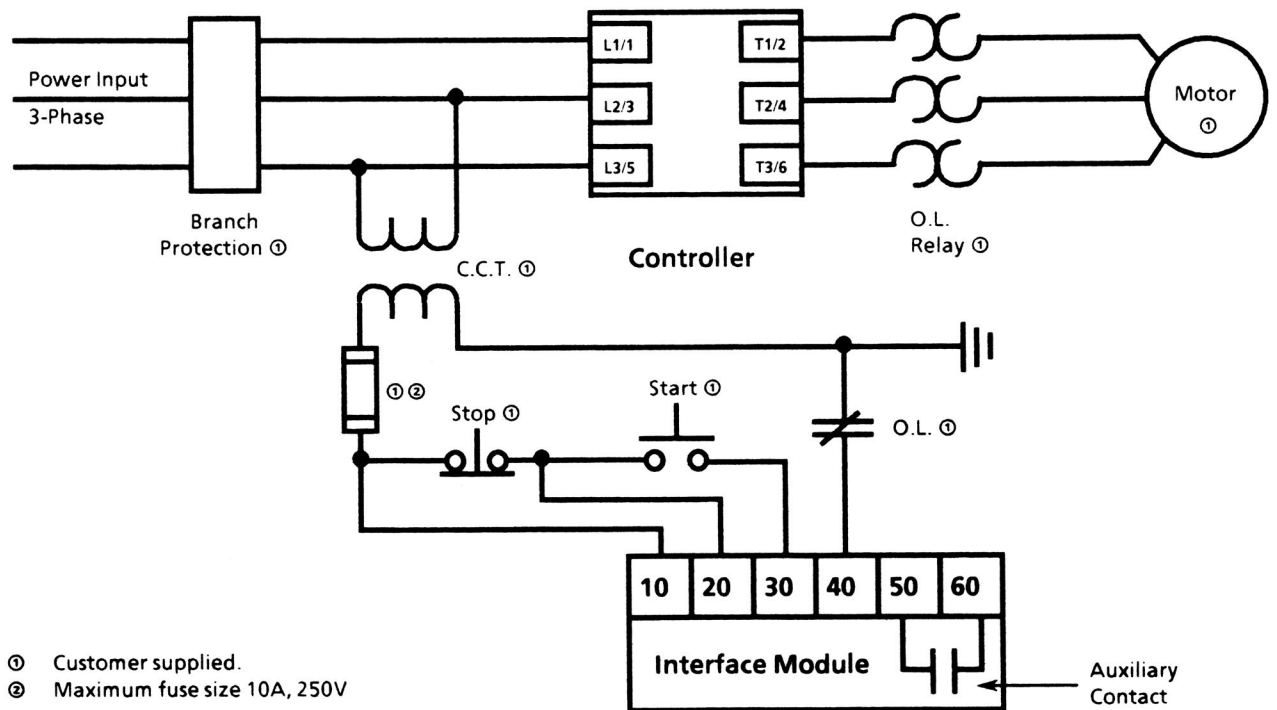 L1/1
T1/2
Power Input
L2/3
T2/4
Motor
①
3-Phase
L3/5
T3/6
Branch
Protection ①
O.L.
Relay ①
Controller
C.C.T. ①
① ②
Stop ①
Start ①
O.L. ①
10 20 30 40 50 60
Interface Module
Auxiliary
Contact
① Customer supplied.
② Maximum fuse size 10A, 250V